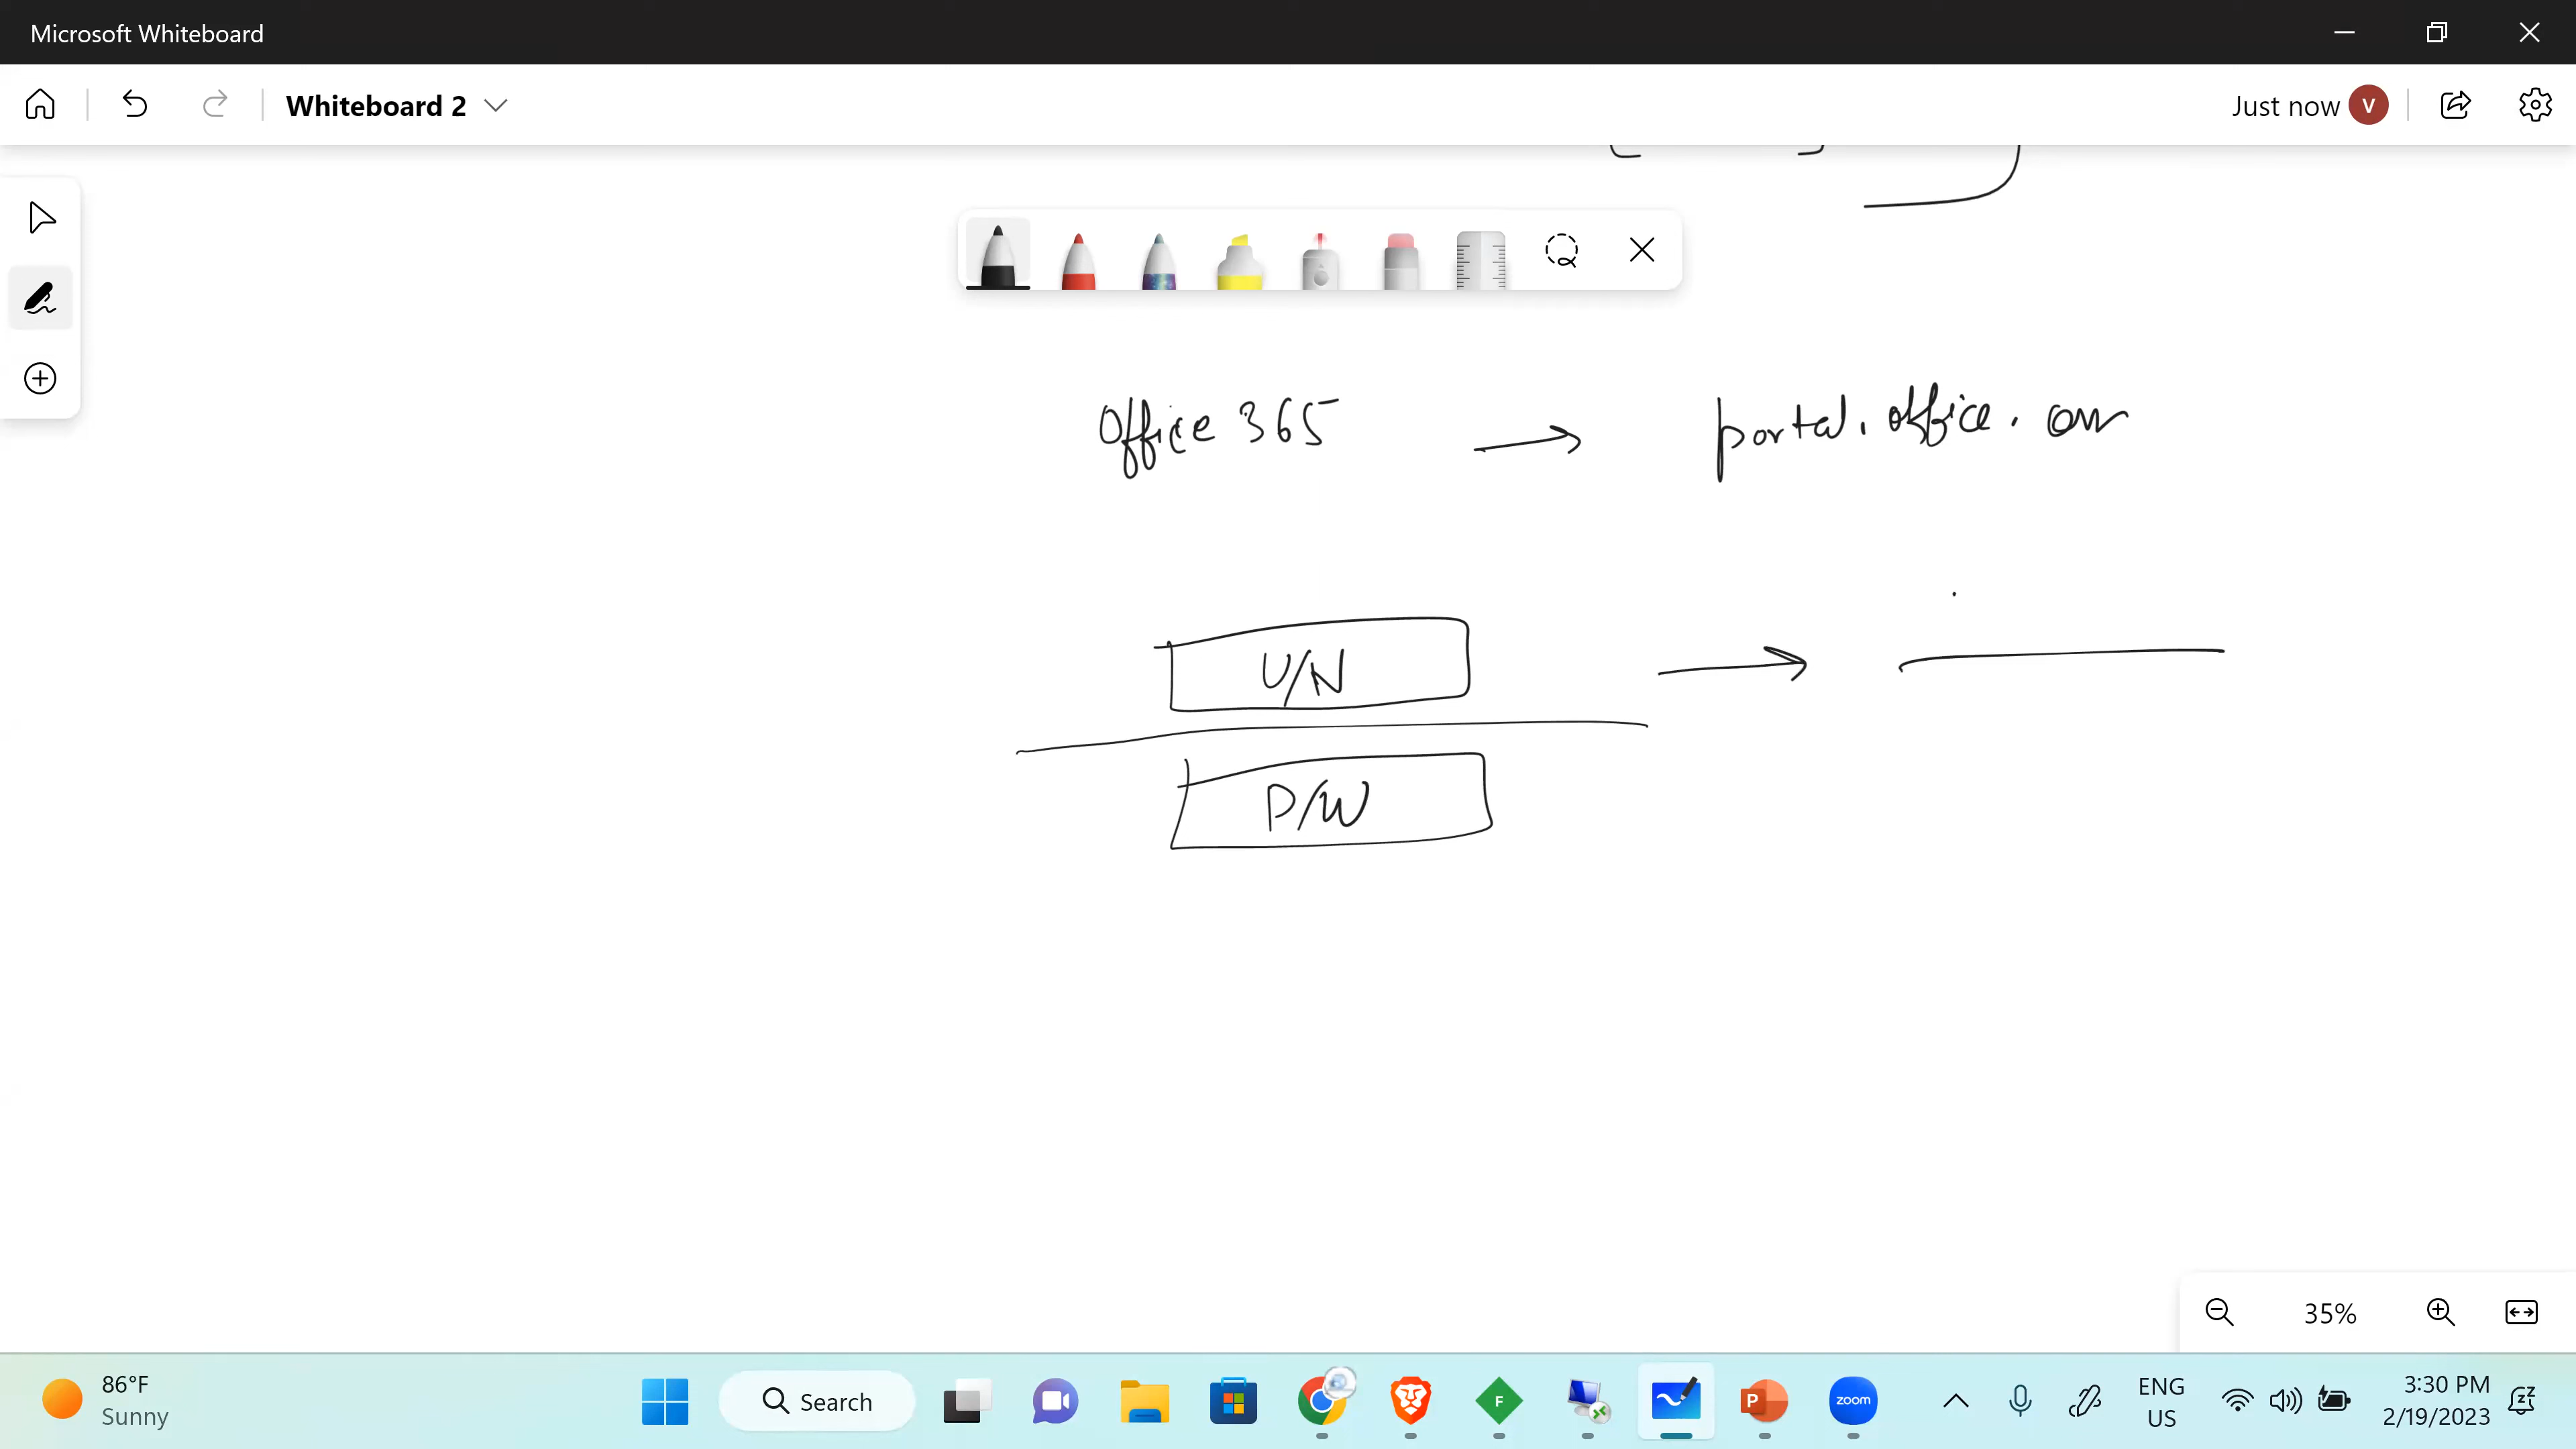 Microsoft Whiteboard
Whiteboard 2
Just now V
Office 365 → portal. office. com
U/N →
P/W
35%
86°F
Sunny
Search
F
P
zoom
ENG
US
3:30 PM
2/19/2023